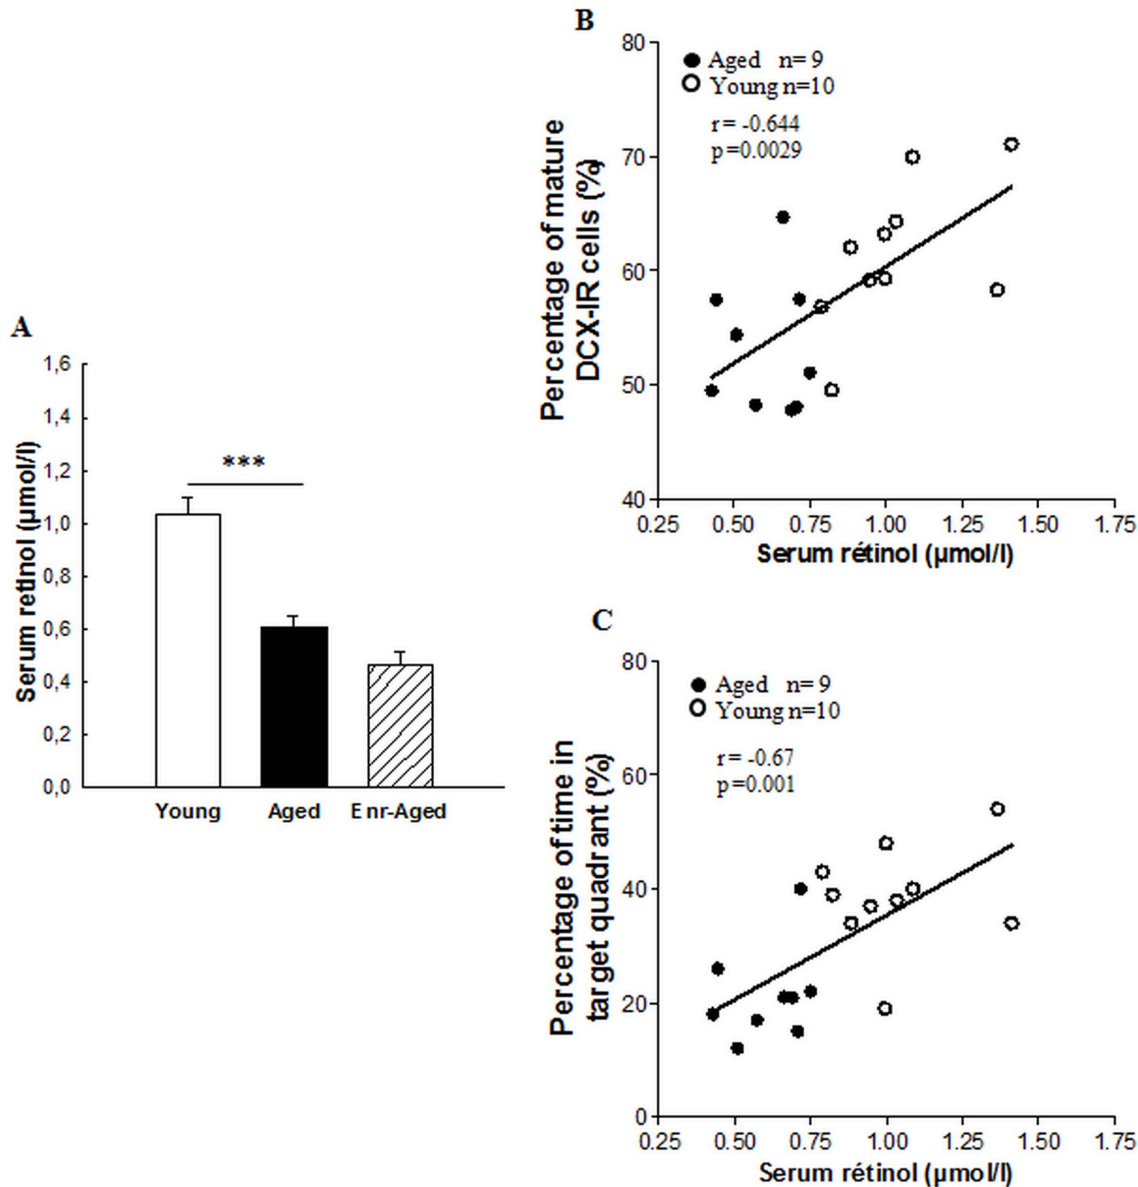 A
Serum retinol (µmol/l)
1,6
1,4
1,2
1,0
0,8
0,6
0,4
0,2
0,0
***
Young Aged Enr-Aged
B
Percentage of mature
DCX-IR cells (%)
80
70
60
50
40
Aged n= 9
Young n=10
r= -0.644
p=0.0029
0.25 0.50 0.75 1.00 1.25 1.50 1.75
Serum rétinol (µmol/l)
C
Percentage of time in
target quadrant (%)
80
60
40
20
0
Aged n= 9
Young n=10
r= -0.67
p=0.001
0.25 0.50 0.75 1.00 1.25 1.50 1.75
Serum rétinol (µmol/l)